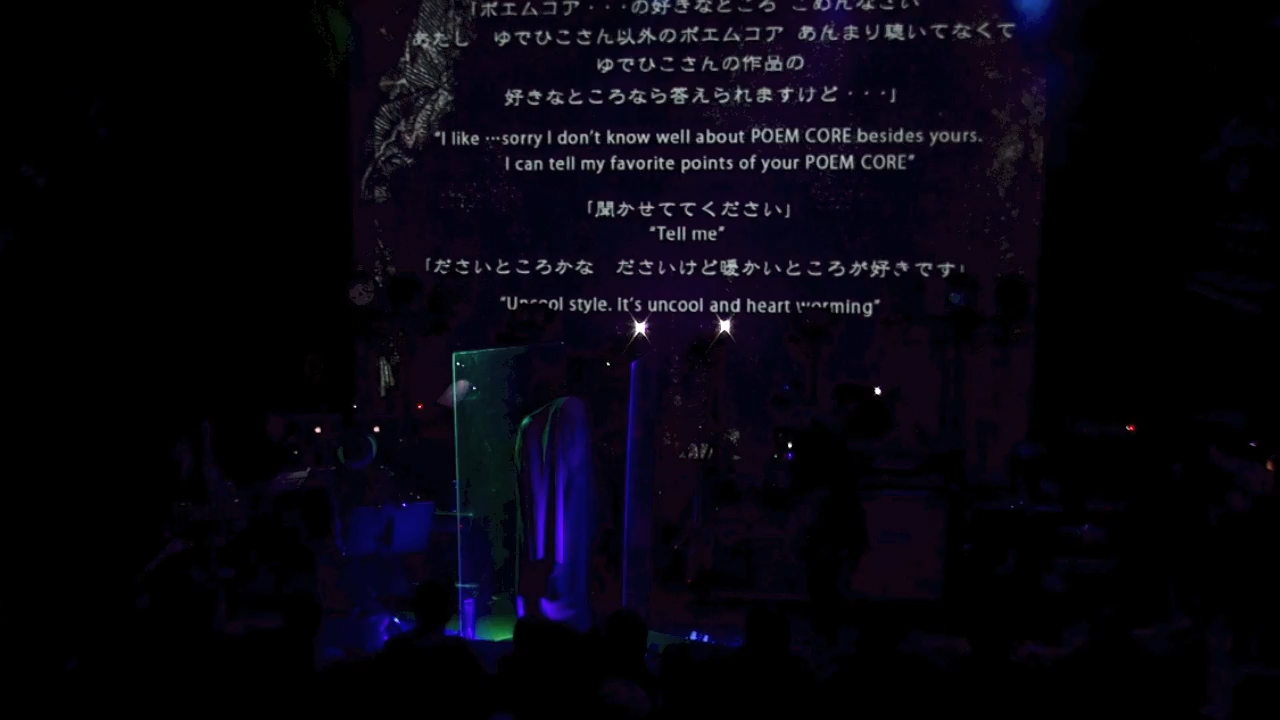 「ポエムコア・・・の好きなところ ごめんなさい
あたし ゆでひこさん以外のポエムコア あんまり聴いてなくて
ゆでひこさんの作品の
好きなところなら答えられますけど・・・」
"I like …sorry I don't know well about POEM CORE besides yours.
I can tell my favorite points of your POEM CORE"
「聞かせててください」
"Tell me"
「ださいところかな ださいけど暖かいところが好きです」
"Uncool style. It's uncool and heart worming"